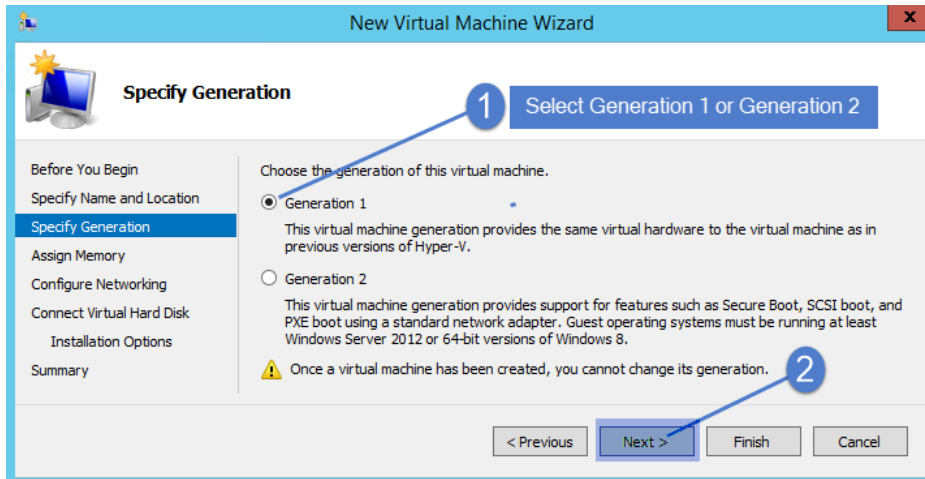 New Virtual Machine Wizard
x
Specify Generation
1
Select Generation 1 or Generation 2
Before You Begin
Specify Name and Location
Specify Generation
Assign Memory
Configure Networking
Connect Virtual Hard Disk
Installation Options
Summary
Choose the generation of this virtual machine.
Generation 1
This virtual machine generation provides the same virtual hardware to the virtual machine as in
previous versions of Hyper-V.
Generation 2
This virtual machine generation provides support for features such as Secure Boot, SCSI boot, and
PXE boot using a standard network adapter. Guest operating systems must be running at least
Windows Server 2012 or 64-bit versions of Windows 8.
Once a virtual machine has been created, you cannot change its generation.
2
< Previous
Next >
Finish
Cancel